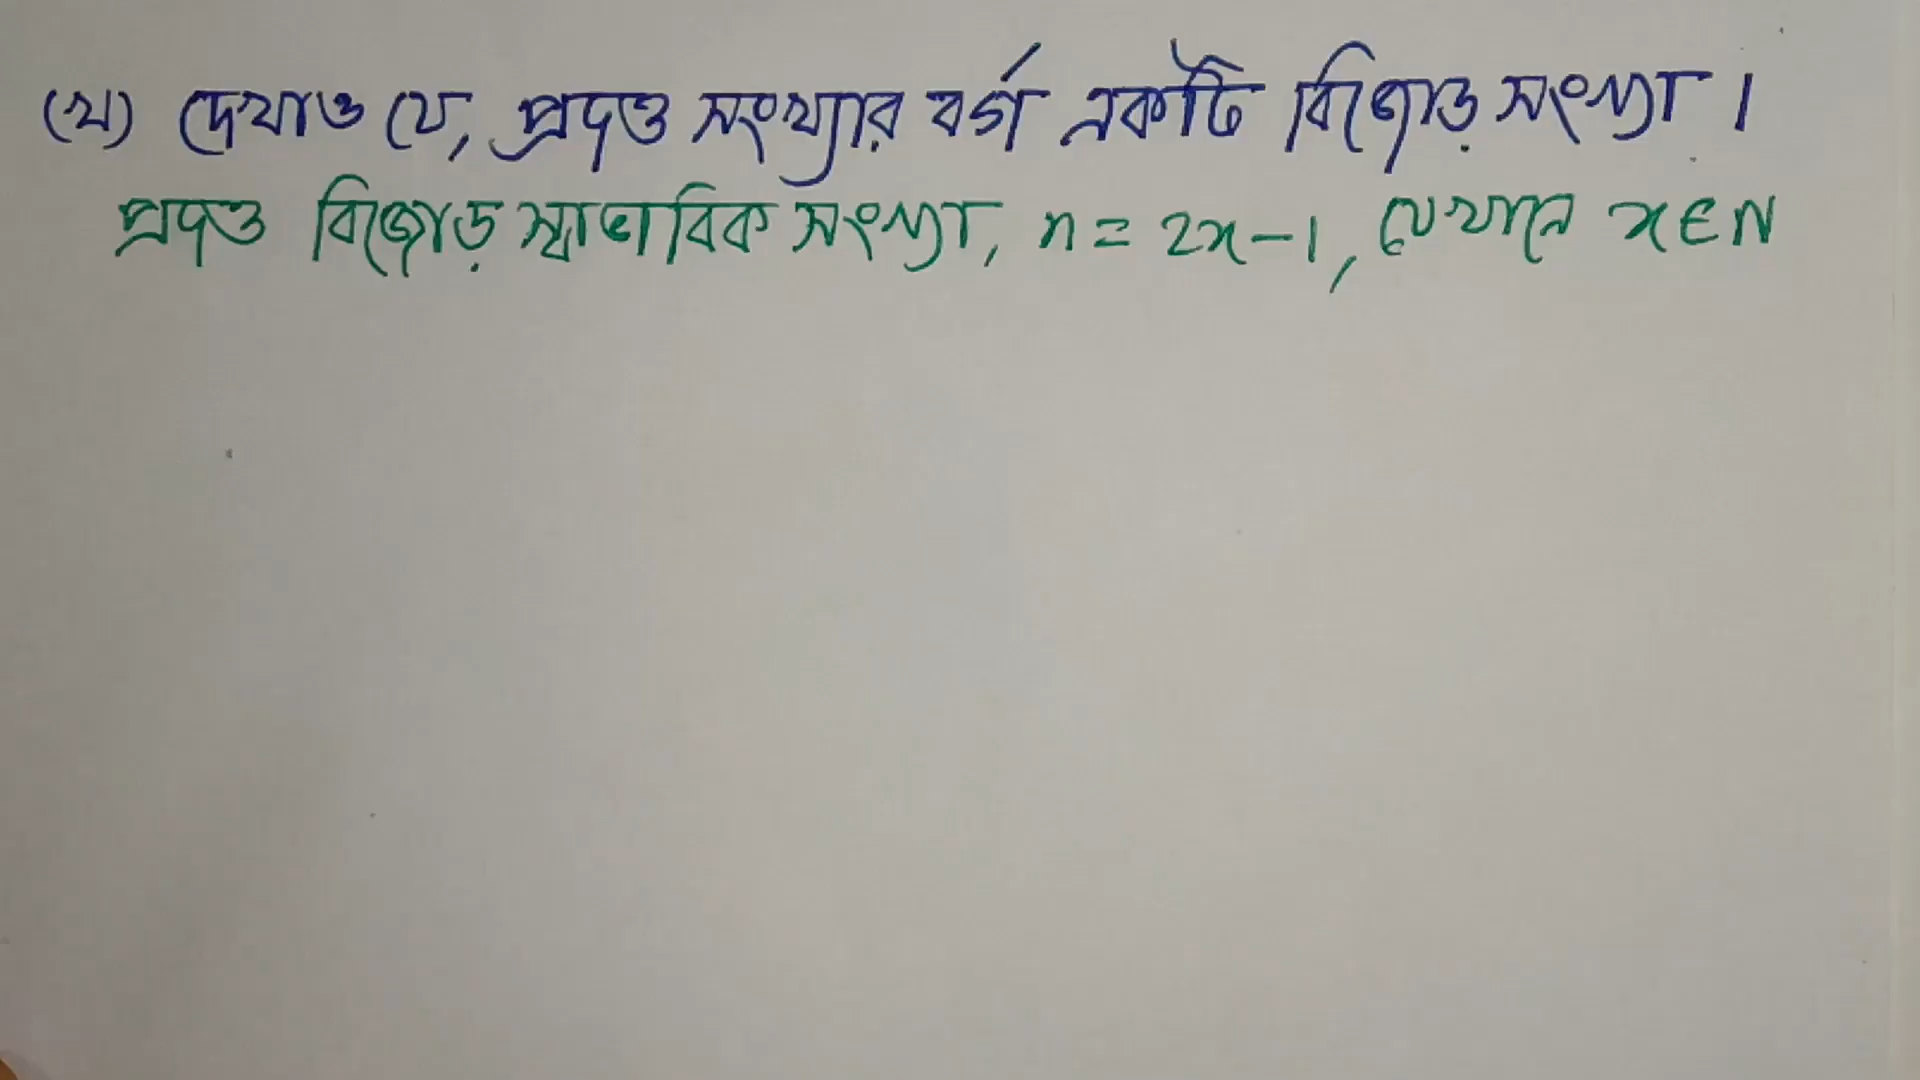 (খ) দেখাও যে, প্রদত্ত সংখ্যার বর্গ একটি বিজোড় সংখ্যা ।
প্রদত্ত বিজোড় স্বাভাবিক সংখ্যা, n = 2x-1, যেখানে x∈N